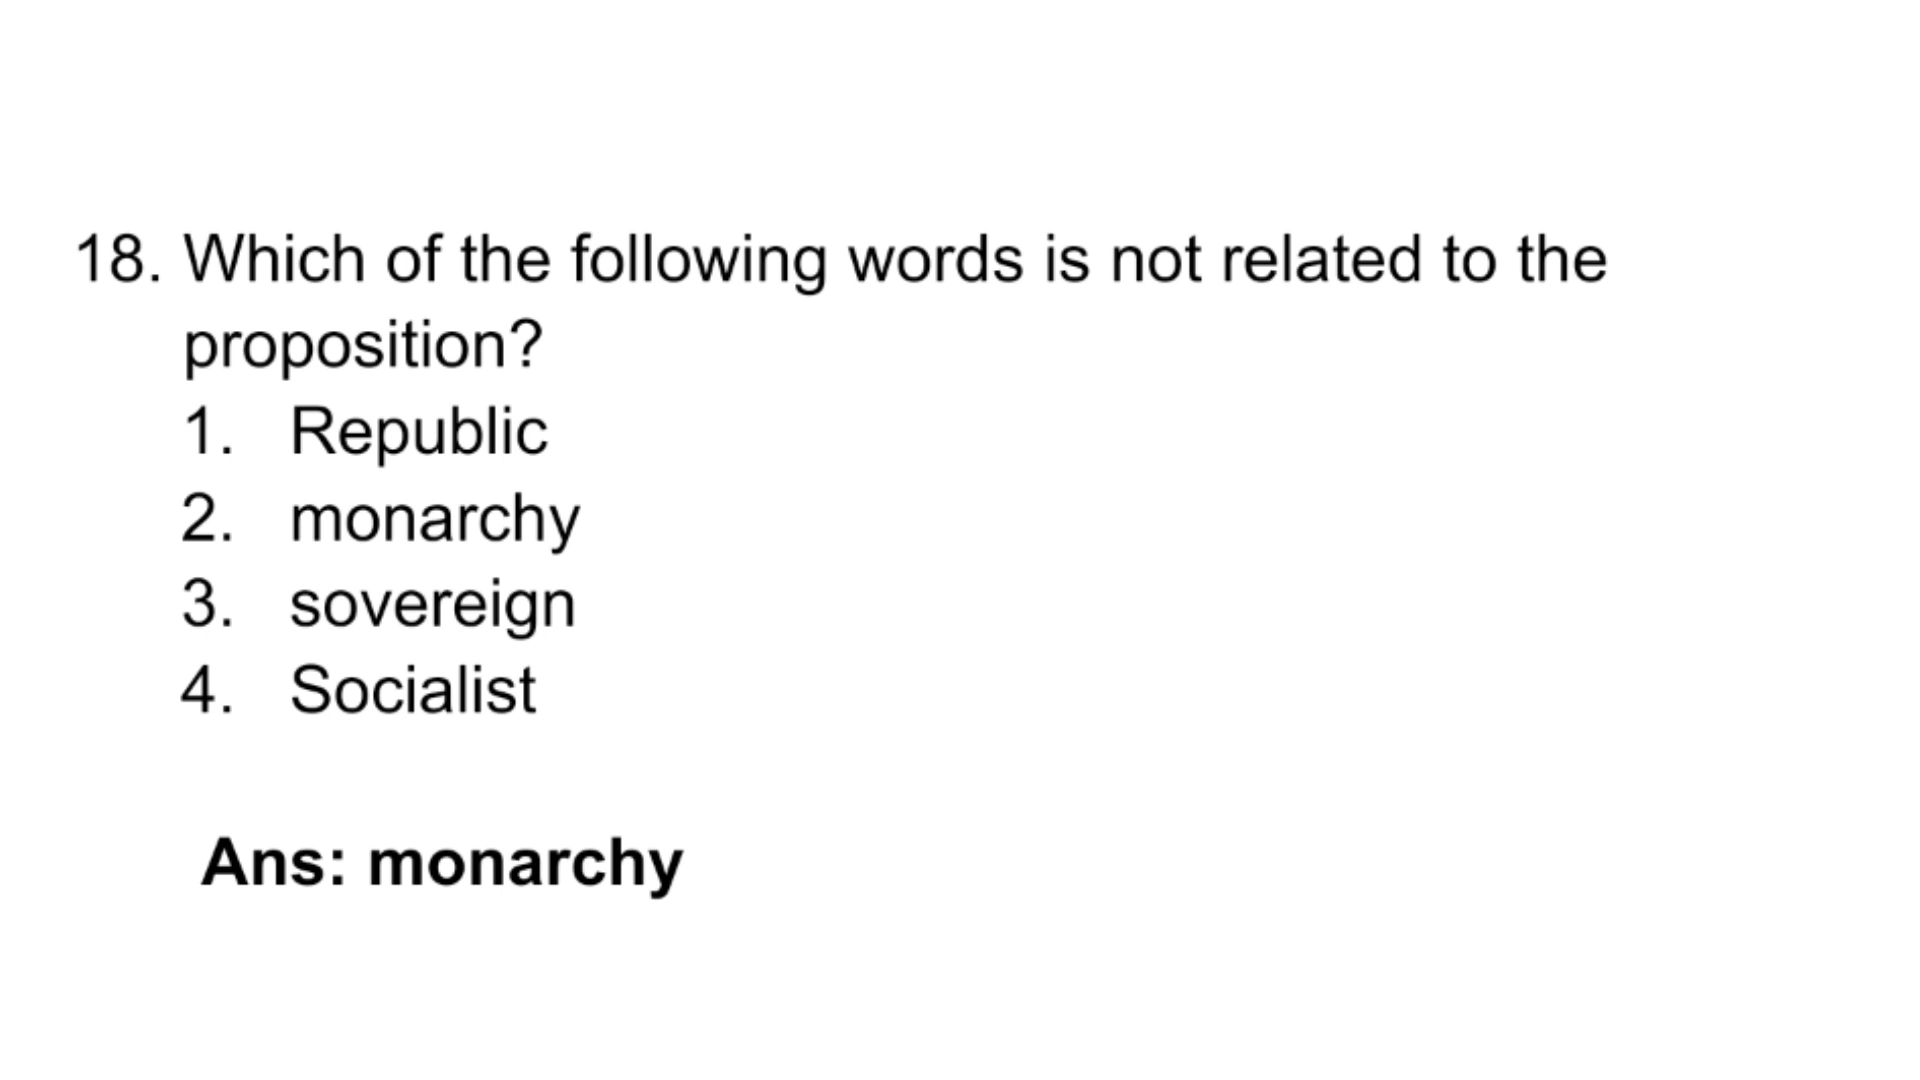 18. Which of the following words is not related to the
proposition?
1. Republic
2. monarchy
3. sovereign
4. Socialist
Ans: monarchy